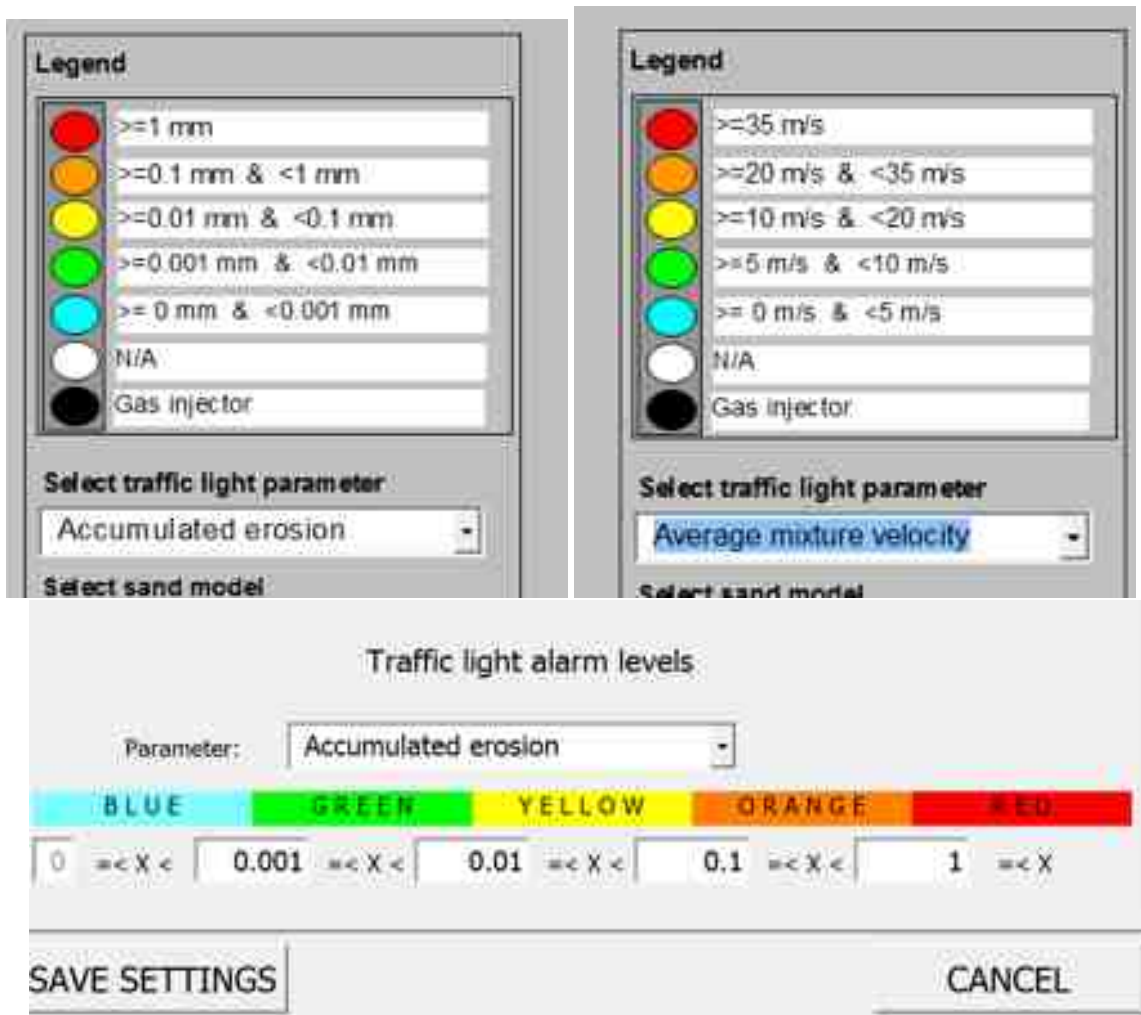 Legend
>=1 mm
>=0.1 mm & <1 mm
>=0.01 mm & <0.1 mm
>=0.001 mm & <0.01 mm
>= 0 mm & <0.001 mm
N/A
Gas injector
Select traffic light parameter
Accumulated erosion
Select sand model
Legend
>=35 m/s
>=20 m/s & <35 m/s
>=10 m/s & <20 m/s
>=5 m/s & <10 m/s
>= 0 m/s & <5 m/s
N/A
Gas injector
Select traffic light parameter
Average mixture velocity
Select sand model
Traffic light alarm levels
Parameter: Accumulated erosion
BLUE GREEN YELLOW ORANGE RED
0 =< X < 0.001 =< X < 0.01 =< X < 0.1 =< X < 1 =< X
SAVE SETTINGS CANCEL